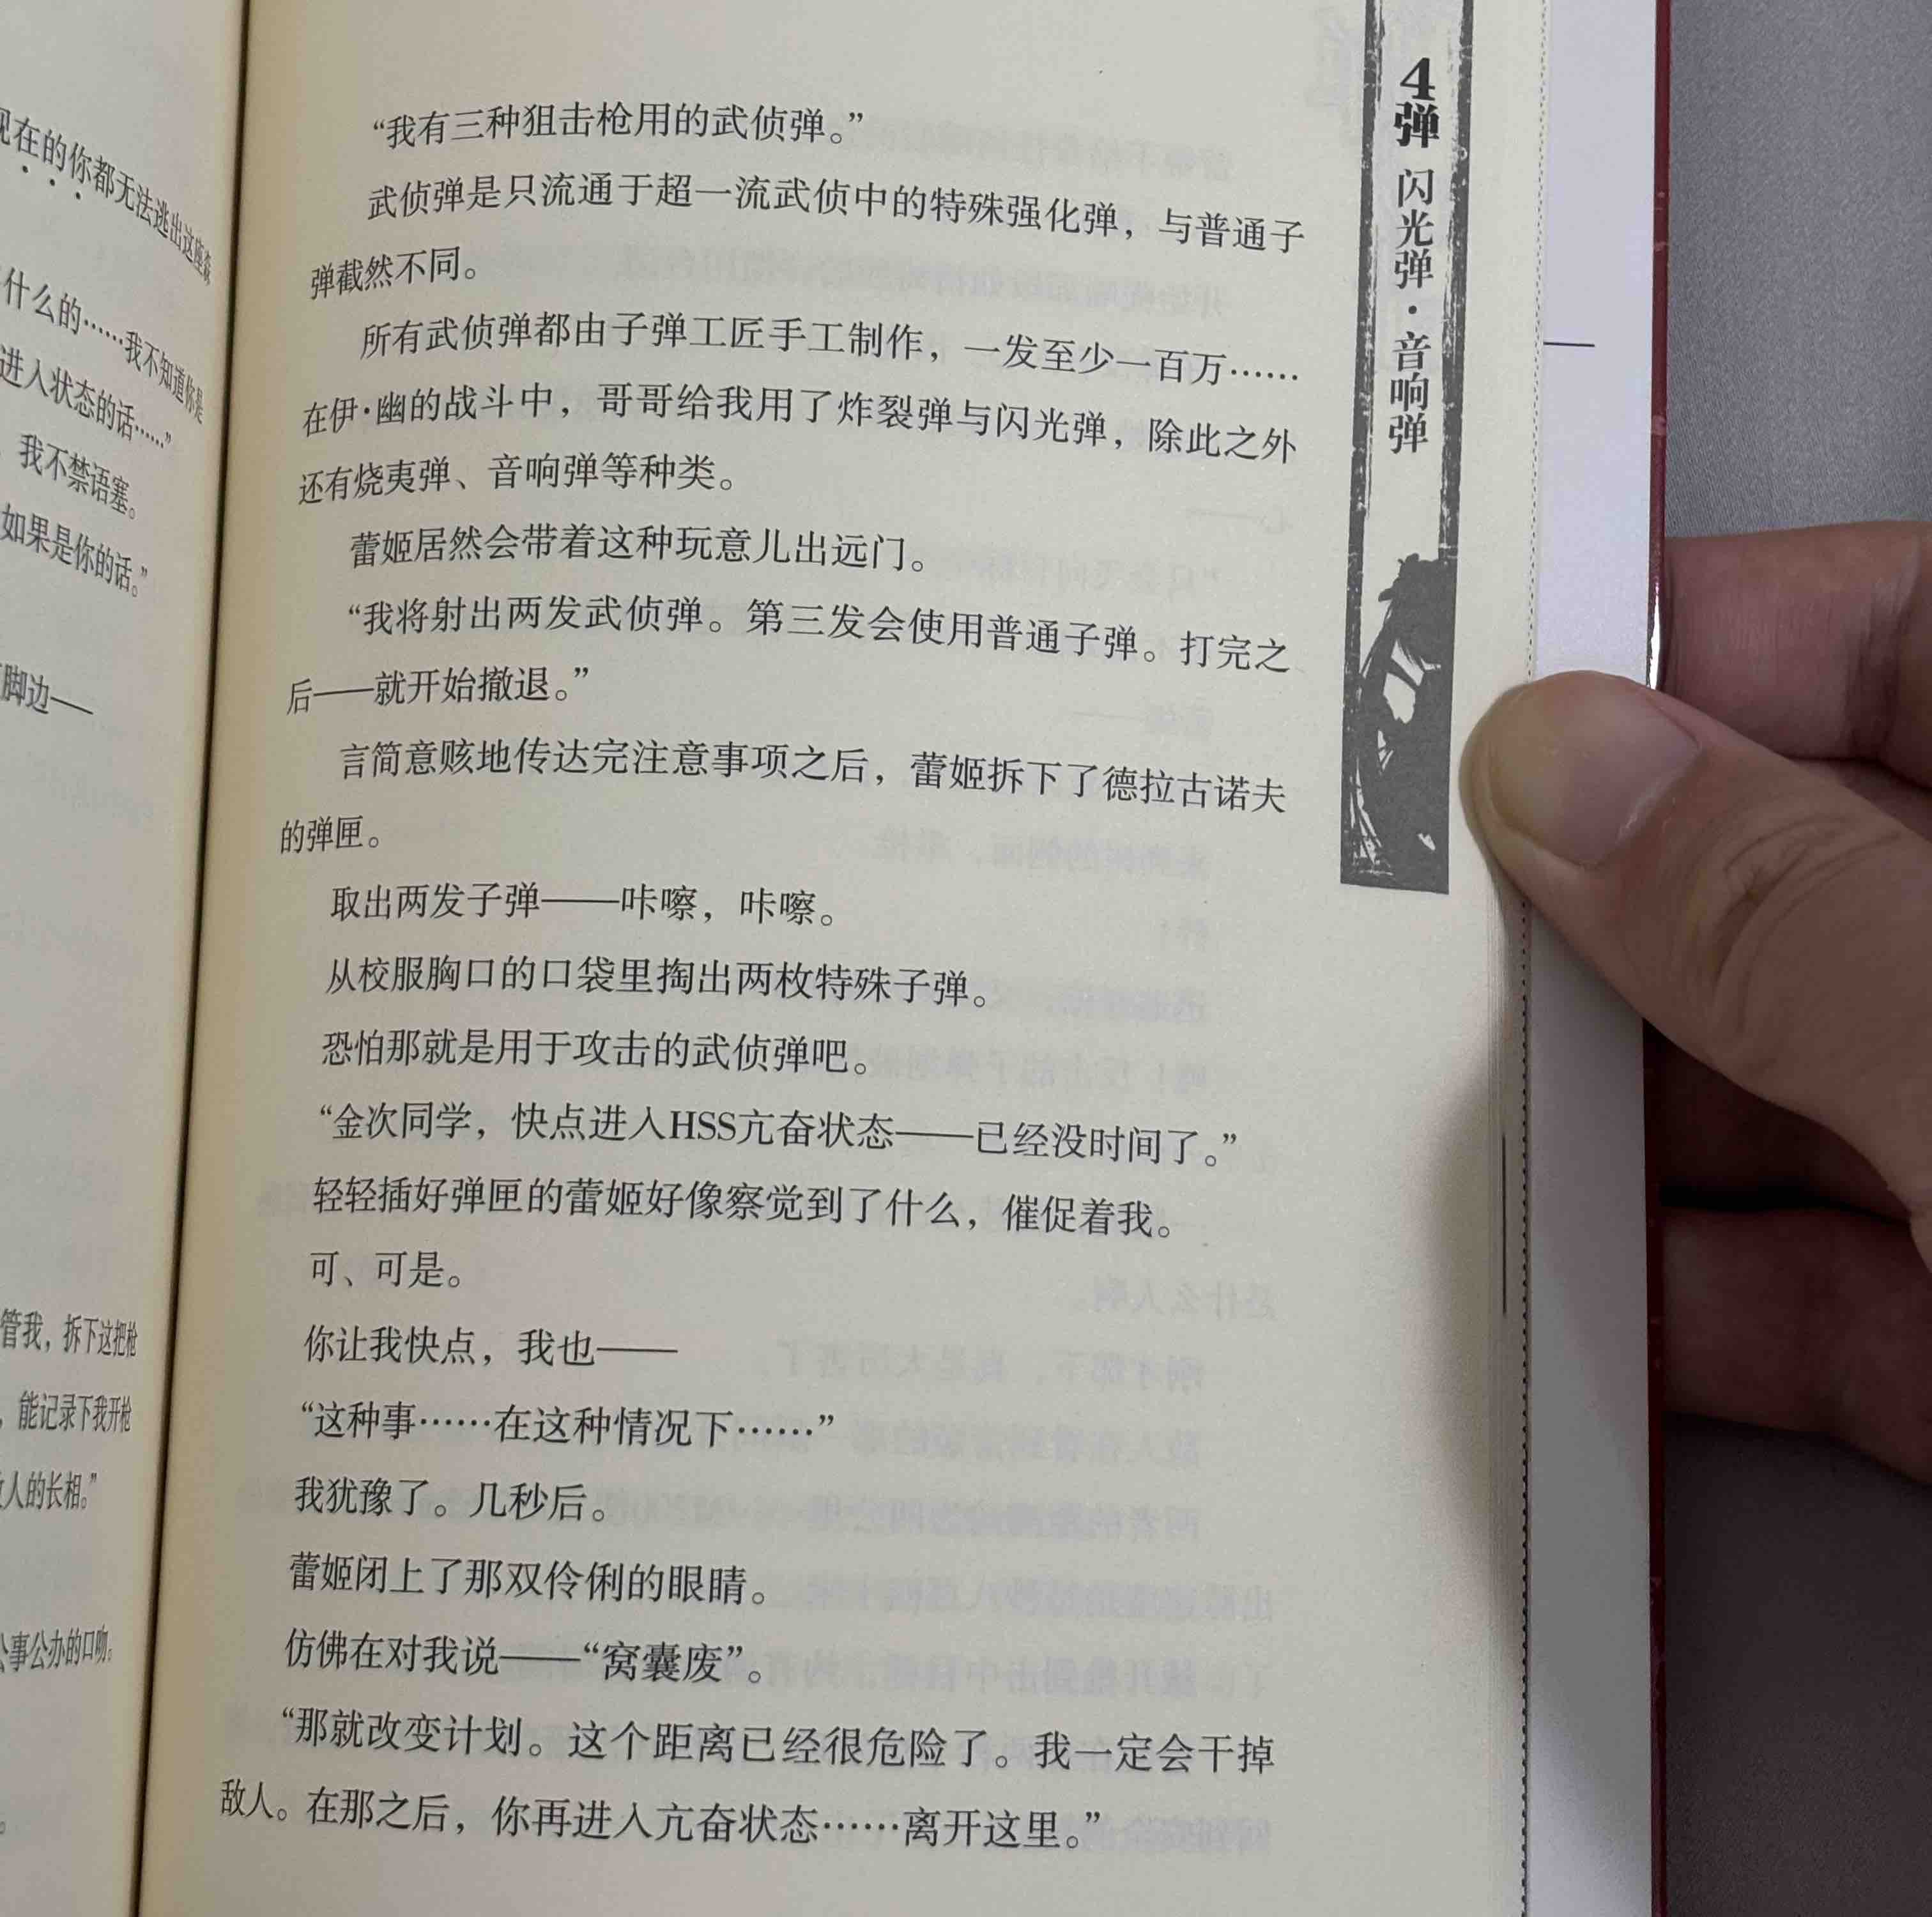 现在的你都无法逃出这座森
什么的……我不知道你是
进入状态的话……”
，我不禁语塞。
如果是你的话。”
脚边——
管我，拆下这把枪
，能记录下我开枪
人的长相。”
公事公办的口吻。
“我有三种狙击枪用的武侦弹。”
武侦弹是只流通于超一流武侦中的特殊强化弹，与普通子
弹截然不同。
所有武侦弹都由子弹工匠手工制作，一发至少一百万……
在伊·幽的战斗中，哥哥给我用了炸裂弹与闪光弹，除此之外
还有烧夷弹、音响弹等种类。
蕾姬居然会带着这种玩意儿出远门。
“我将射出两发武侦弹。第三发会使用普通子弹。打完之
后——就开始撤退。”
言简意赅地传达完注意事项之后，蕾姬拆下了德拉古诺夫
的弹匣。
取出两发子弹——咔嚓，咔嚓。
从校服胸口的口袋里掏出两枚特殊子弹。
恐怕那就是用于攻击的武侦弹吧。
“金次同学，快点进入HSS亢奋状态——已经没时间了。”
轻轻插好弹匣的蕾姬好像察觉到了什么，催促着我。
可、可是。
你让我快点，我也——
“这种事……在这种情况下……”
我犹豫了。几秒后。
蕾姬闭上了那双伶俐的眼睛。
仿佛在对我说——“窝囊废”。
“那就改变计划。这个距离已经很危险了。我一定会干掉
敌人。在那之后，你再进入亢奋状态……离开这里。”
4弹 闪光弹·音响弹